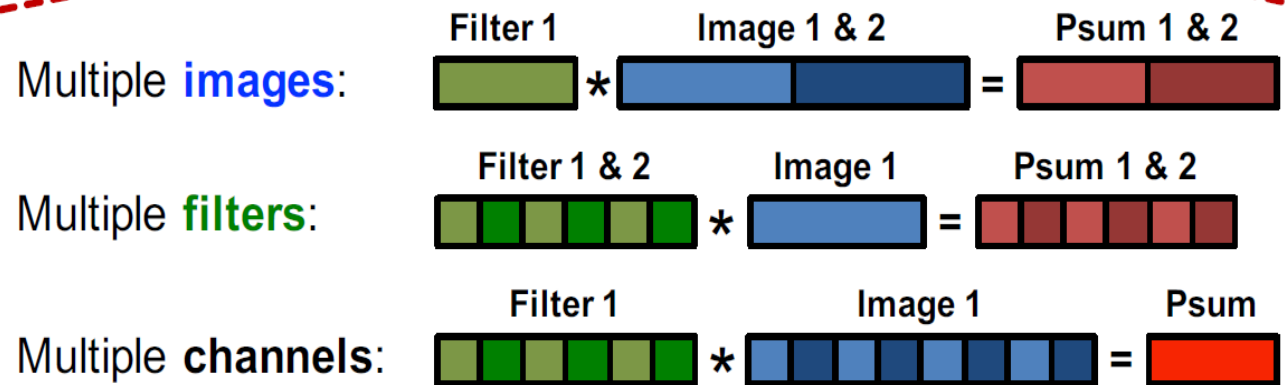 Filter 1 Image 1 & 2 Psum 1 & 2
Multiple images: * =
Filter 1 & 2 Image 1 Psum 1 & 2
Multiple filters: * =
Filter 1 Image 1 Psum
Multiple channels: * =